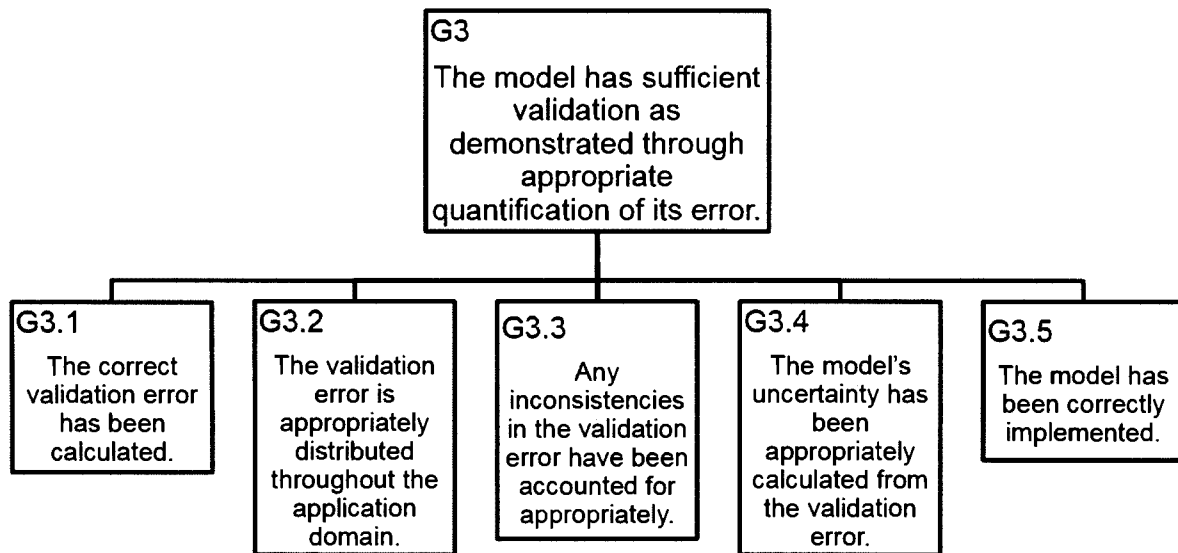 G3
The model has sufficient
validation as
demonstrated through
appropriate
quantification of its error.
G3.1
The correct
validation error
has been
calculated.
G3.2
The validation
error is
appropriately
distributed
throughout the
application
domain.
G3.3
Any
inconsistencies
in the validation
error have been
accounted for
appropriately.
G3.4
The model's
uncertainty has
been
appropriately
calculated from
the validation
error.
G3.5
The model has
been correctly
implemented.